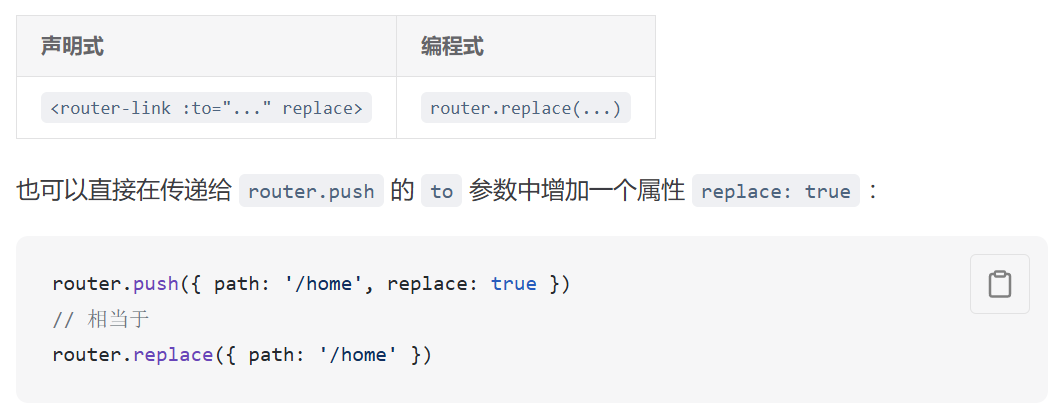 声明式 编程式
<router-link :to="..." replace> router.replace(...)
也可以直接在传递给 router.push 的 to 参数中增加一个属性 replace: true ：
router.push({ path: '/home', replace: true })
// 相当于
router.replace({ path: '/home' })